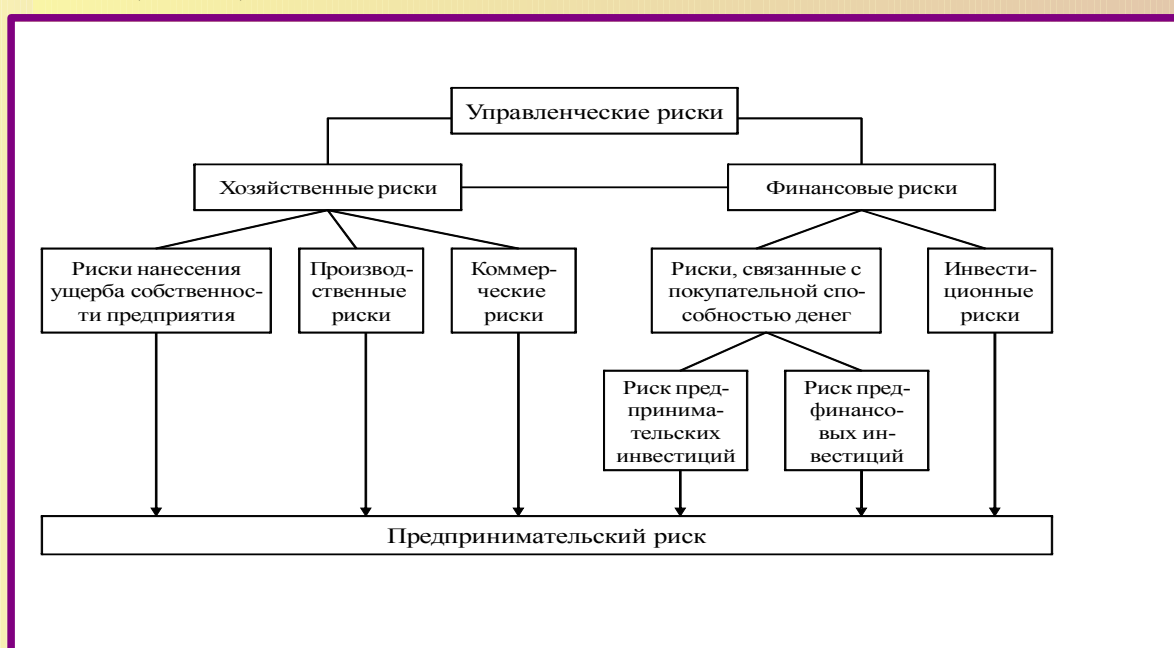 Управленческие риски
Хозяйственные риски
Финансовые риски
Риски нанесения
ущерба собственнос-
ти предприятия
Производ-
ственные
риски
Коммер-
ческие
риски
Риски, связанные с
покупательной спо-
собностью денег
Инвести-
ционные
риски
Риск пред-
принима-
тельских
инвестиций
Риск пред-
финансо-
вых ин-
вестиций
Предпринимательский риск